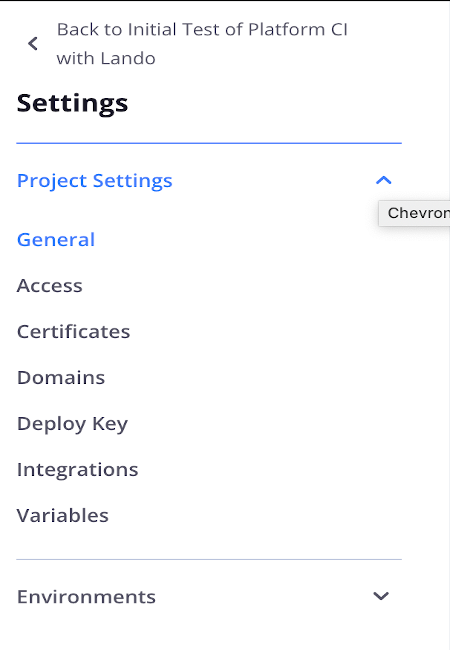 Back to Initial Test of Platform CI
with Lando
Settings
Project Settings
Chevron
General
Access
Certificates
Domains
Deploy Key
Integrations
Variables
Environments